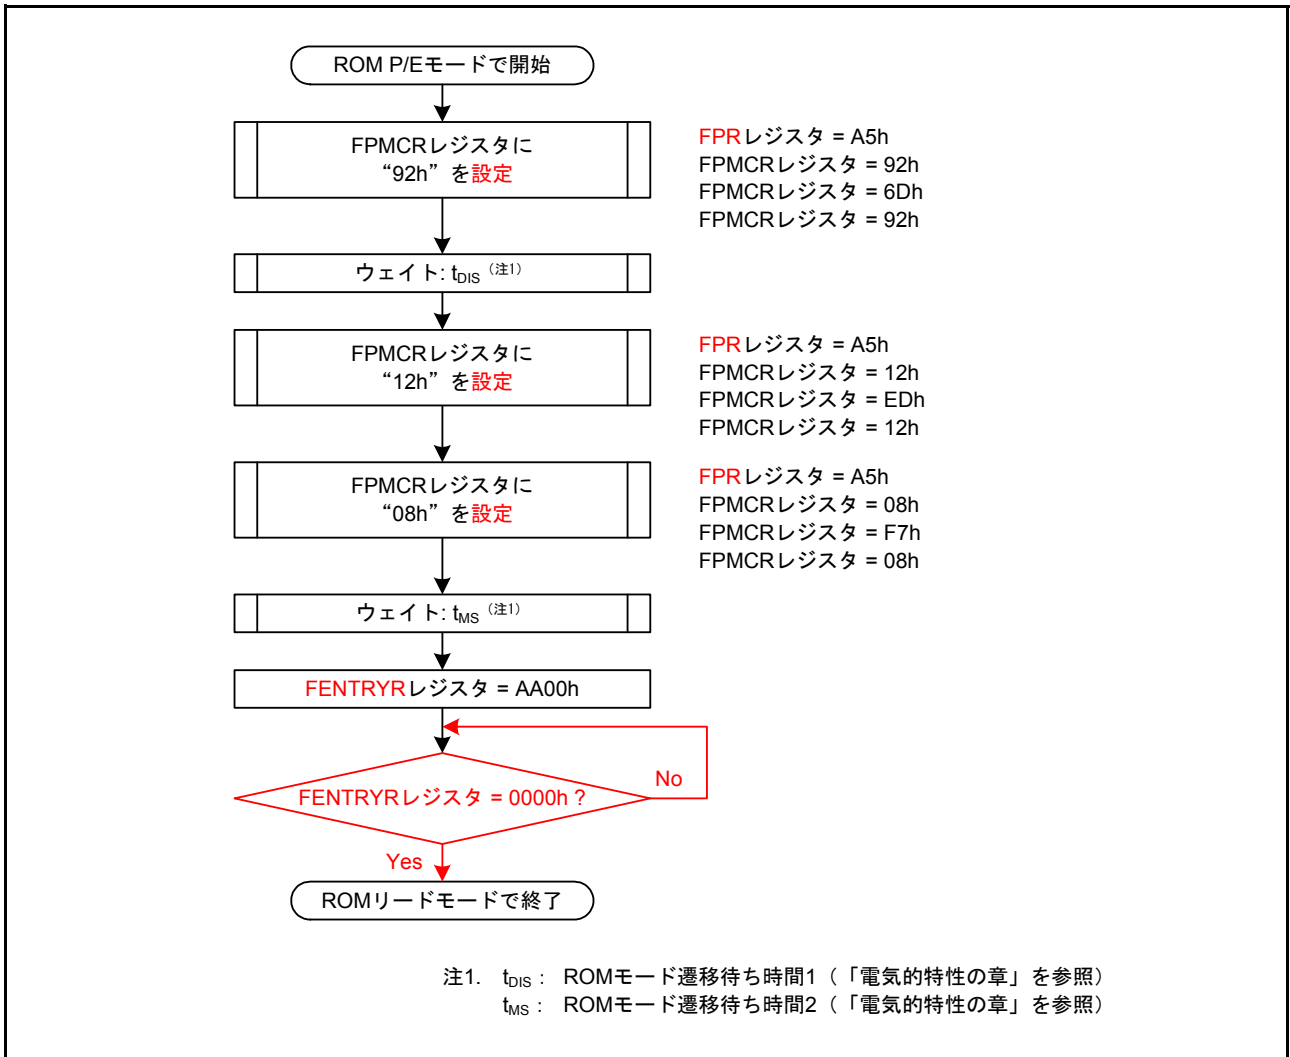 ROM P/Eモードで開始
FPMCRレジスタに
“92h”を設定
FPRレジスタ = A5h
FPMCRレジスタ = 92h
FPMCRレジスタ = 6Dh
FPMCRレジスタ = 92h
ウェイト: tDIS（注1）
FPMCRレジスタに
“12h”を設定
FPRレジスタ = A5h
FPMCRレジスタ = 12h
FPMCRレジスタ = EDh
FPMCRレジスタ = 12h
FPMCRレジスタに
“08h”を設定
FPRレジスタ = A5h
FPMCRレジスタ = 08h
FPMCRレジスタ = F7h
FPMCRレジスタ = 08h
ウェイト: tMS（注1）
FENTRYRレジスタ = AA00h
FENTRYRレジスタ = 0000h ?
No
Yes
ROMリードモードで終了
注1. tDIS : ROMモード遷移待ち時間1（「電気的特性の章」を参照）
tMS : ROMモード遷移待ち時間2（「電気的特性の章」を参照）